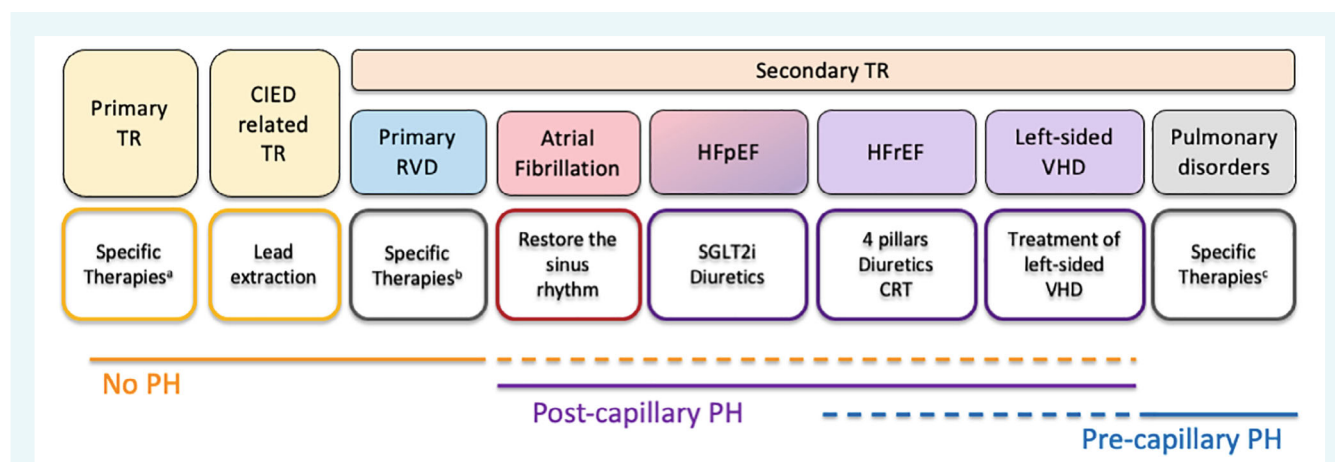 Primary
TR
CIED
related
TR
Secondary TR
Primary
RVD
Atrial
Fibrillation
HFpEF
HFrEF
Left-sided
VHD
Pulmonary
disorders
Specific
Therapiesᵃ
Lead
extraction
Specific
Therapiesᵇ
Restore the
sinus
rhythm
SGLT2i
Diuretics
4 pillars
Diuretics
CRT
Treatment of
left-sided
VHD
Specific
Therapiesᶜ
No PH
Post-capillary PH
Pre-capillary PH